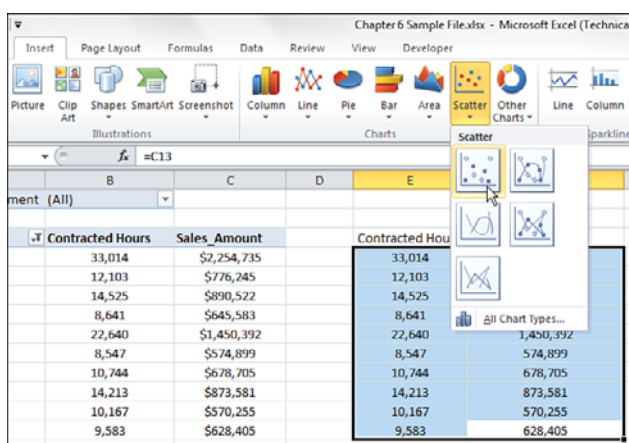 Chapter 6 Sample File.xlsx - Microsoft Excel (Technica
Insert Page Layout Formulas Data Review View Developer
Picture Clip Art Shapes SmartArt Screenshot Column Line Pie Bar Area Scatter Other Charts Line Column
Illustrations Charts Sparkline
Scatter
fx =C13
B C D E
ment (All)
Contracted Hours Sales_Amount Contracted Hou
33,014 $2,254,735 33,014
12,103 $776,245 12,103
14,525 $890,522 14,525
8,641 $645,583 8,641
All Chart Types...
22,640 $1,450,392 22,640 1,450,392
8,547 $574,899 8,547 574,899
10,744 $678,705 10,744 678,705
14,213 $873,581 14,213 873,581
10,167 $570,255 10,167 570,255
9,583 $628,405 9,583 628,405